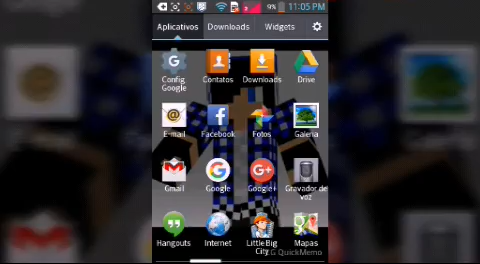 9% 11:05 PM
Aplicativos Downloads Widgets
Config Google
Contatos
Downloads
Drive
E-mail
Facebook
Fotos
Galeria
Gmail
Google
Google+
Gravador de voz
Hangouts
Internet
Little Big City
Mapas
LG QuickMemo